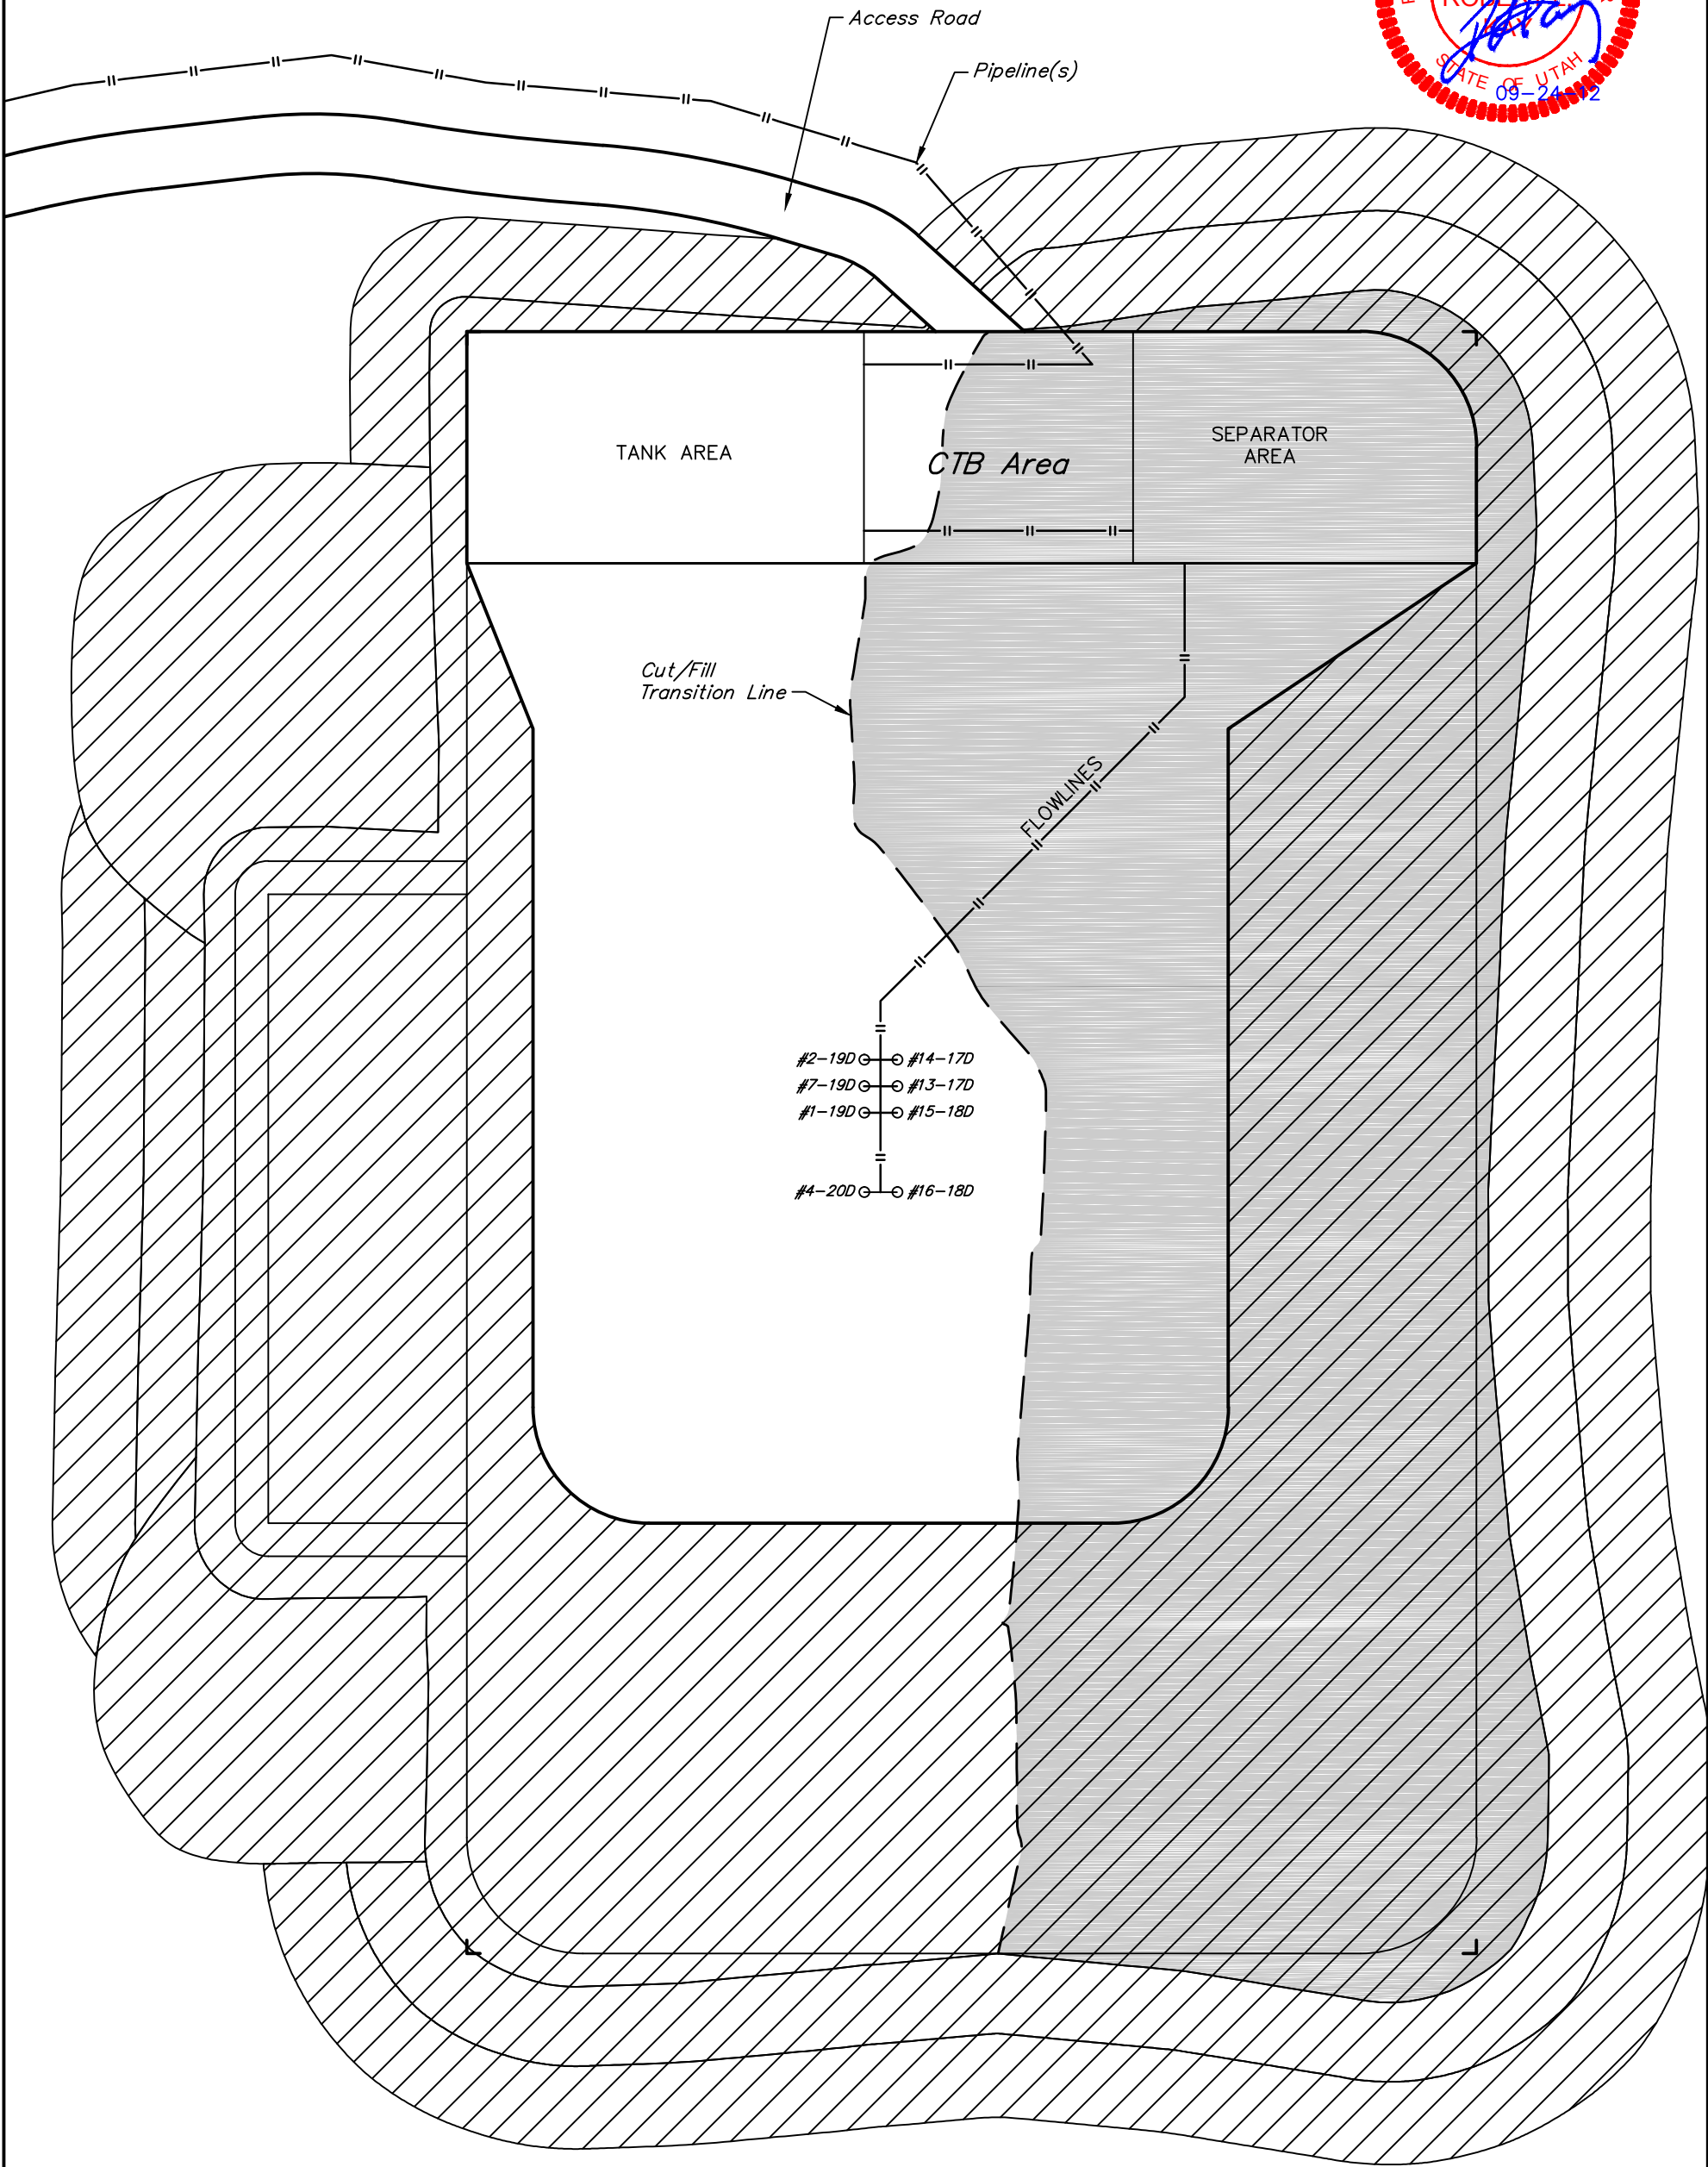 Access Road
Pipeline(s)
STATE OF UTAH
09-24-12
TANK AREA
CTB Area
SEPARATOR
AREA
Cut/Fill
Transition Line
FLOWLINES
#2-19D #14-17D
#7-19D #13-17D
#1-19D #15-18D
#4-20D #16-18D